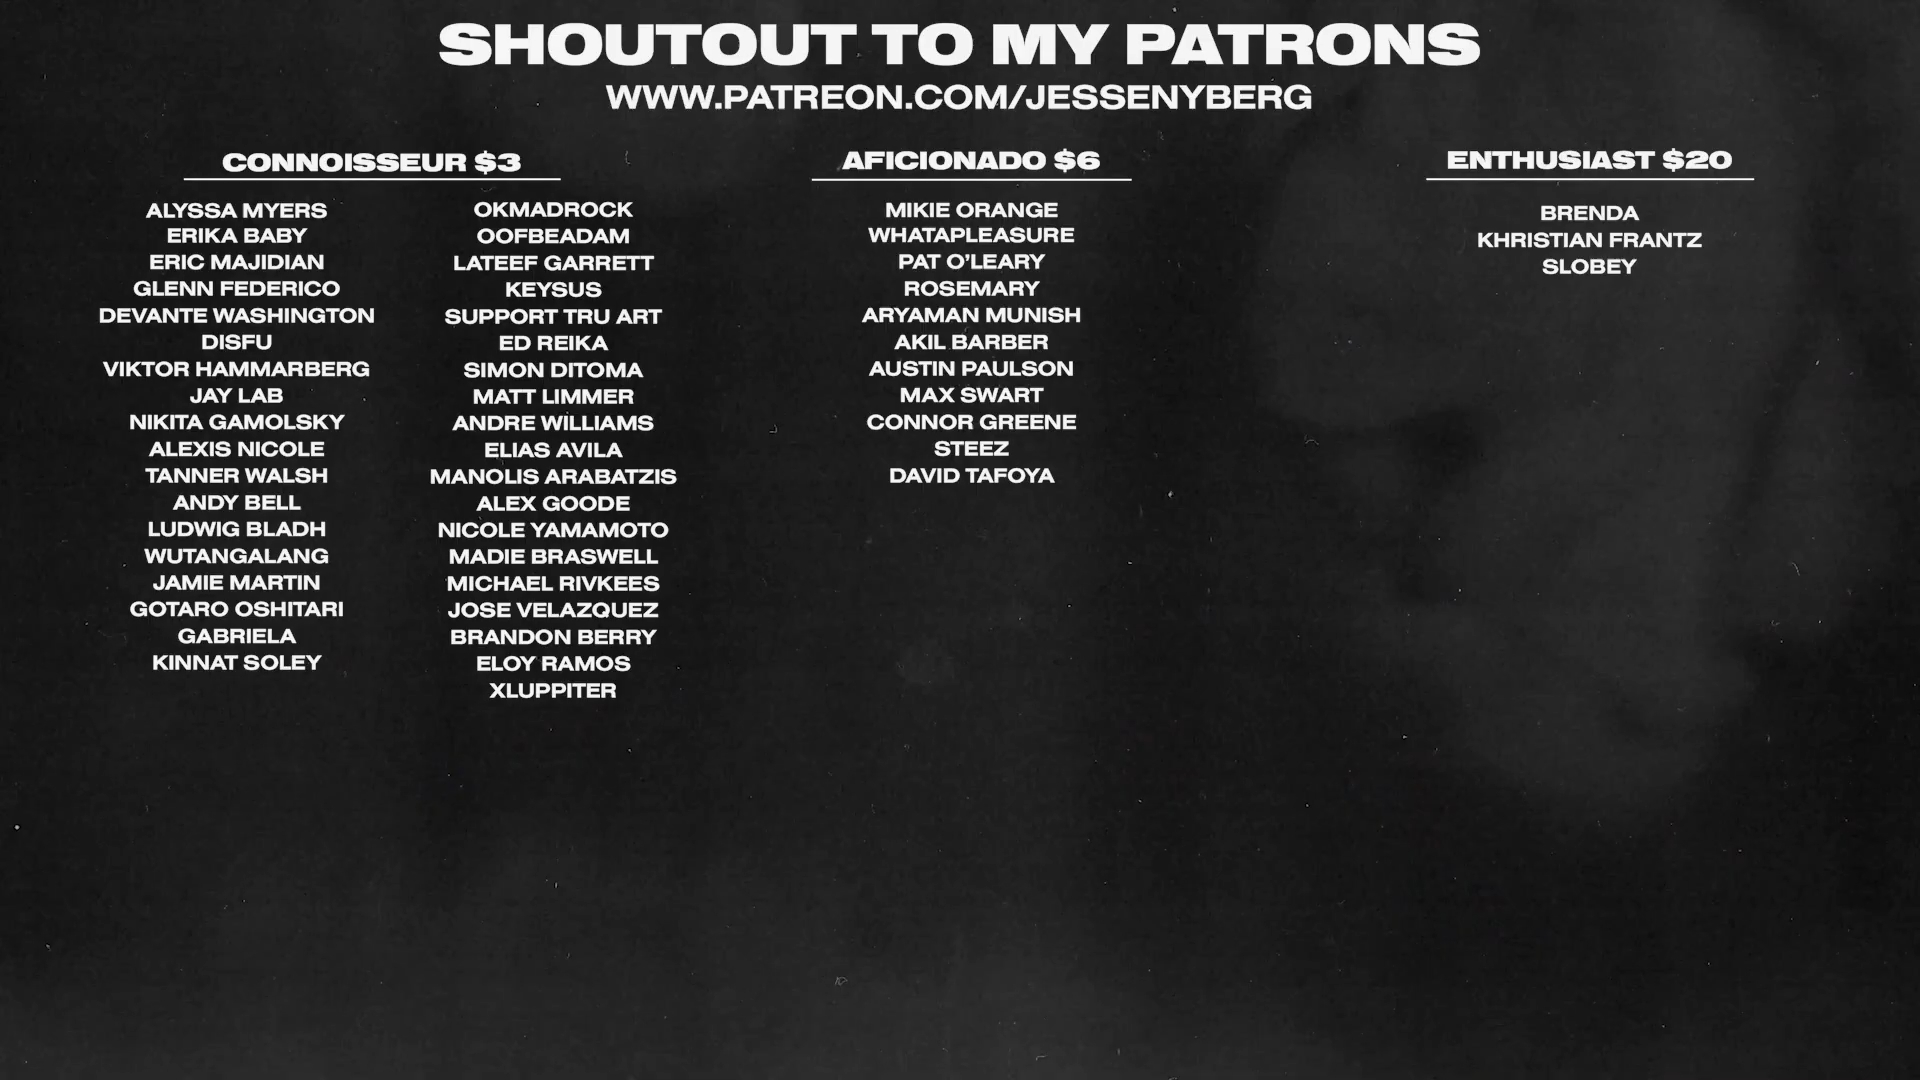 SHOUTOUT TO MY PATRONS
WWW.PATREON.COM/JESSENYBERG
CONNOISSEUR $3
ALYSSA MYERS
ERIKA BABY
ERIC MAJIDIAN
GLENN FEDERICO
DEVANTE WASHINGTON
DISFU
VIKTOR HAMMARBERG
JAY LAB
NIKITA GAMOLSKY
ALEXIS NICOLE
TANNER WALSH
ANDY BELL
LUDWIG BLADH
WUTANGALANG
JAMIE MARTIN
GOTARO OSHITARI
GABRIELA
KINNAT SOLEY
OKMADROCK
OOFBEADAM
LATEEF GARRETT
KEYSUS
SUPPORT TRU ART
ED REIKA
SIMON DITOMA
MATT LIMMER
ANDRE WILLIAMS
ELIAS AVILA
MANOLIS ARABATZIS
ALEX GOODE
NICOLE YAMAMOTO
MADIE BRASWELL
MICHAEL RIVKEES
JOSE VELAZQUEZ
BRANDON BERRY
ELOY RAMOS
XLUPPITER
AFICIONADO $6
MIKIE ORANGE
WHATAPLEASURE
PAT O’LEARY
ROSEMARY
ARYAMAN MUNISH
AKIL BARBER
AUSTIN PAULSON
MAX SWART
CONNOR GREENE
STEEZ
DAVID TAFOYA
ENTHUSIAST $20
BRENDA
KHRISTIAN FRANTZ
SLOBEY